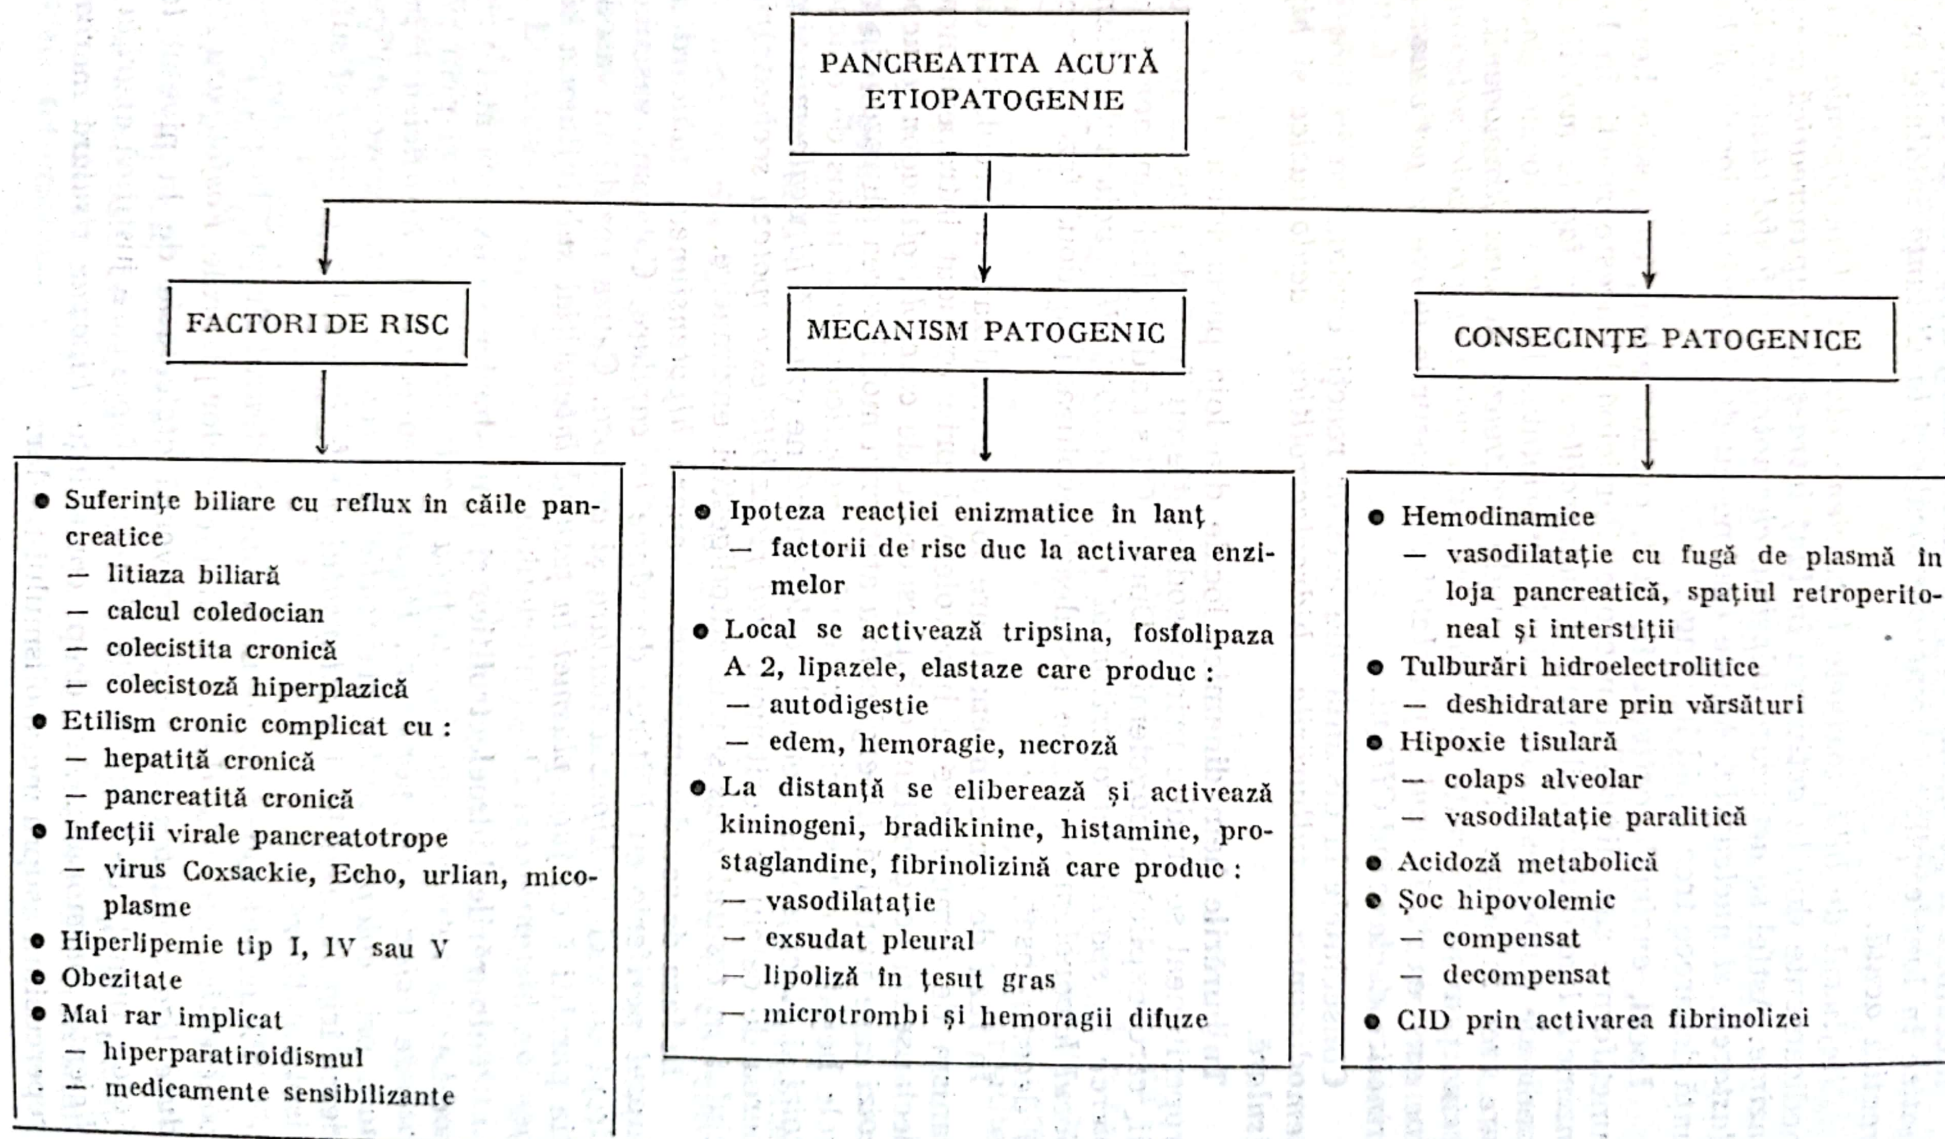 PANCREATITA ACUTĂ
ETIOPATOGENIE
FACTORI DE RISC
● Suferințe biliare cu reflux în căile pan-
creatice
— litiaza biliară
— calcul coledocian
— colecistita cronică
— colecistoză hiperplazică
● Etilism cronic complicat cu :
— hepatită cronică
— pancreatită cronică
● Infecții virale pancreatotrope
— virus Coxsackie, Echo, urlian, mico-
plasme
● Hiperlipemie tip I, IV sau V
● Obezitate
● Mai rar implicat
— hiperparatiroidismul
— medicamente sensibilizante
MECANISM PATOGENIC
● Ipoteza reacției enizmatice în lanț
— factorii de risc duc la activarea enzi-
melor
● Local se activează tripsina, fosfolipaza
A 2, lipazele, elastaze care produc :
— autodigestie
— edem, hemoragie, necroză
● La distanță se eliberează și activează
kininogeni, bradikinine, histamine, pro-
staglandine, fibrinolizină care produc :
— vasodilatație
— exsudat pleural
— lipoliză în țesut gras
— microtrombi și hemoragii difuze
CONSECINȚE PATOGENICE
● Hemodinamice
— vasodilatație cu fugă de plasmă în
loja pancreatică, spațiul retroperito-
neal și interstiții
● Tulburări hidroelectrolitice
— deshidratare prin vărsături
● Hipoxie tisulară
— colaps alveolar
— vasodilatație paralitică
● Acidoză metabolică
● Șoc hipovolemic
— compensat
— decompensat
● CID prin activarea fibrinolizei